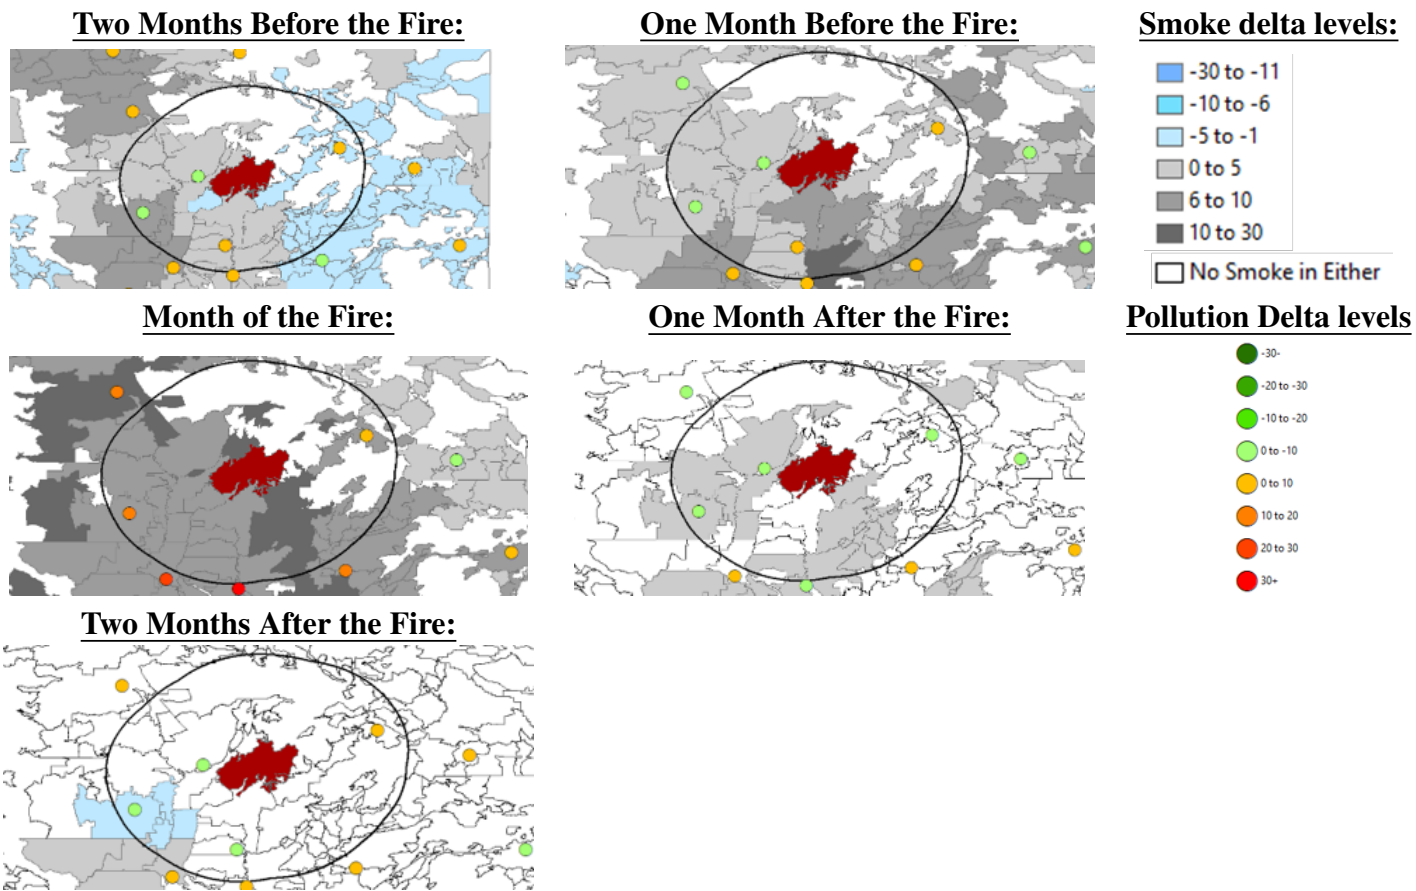 Two Months Before the Fire:
One Month Before the Fire:
Smoke delta levels:
-30 to -11
-10 to -6
-5 to -1
0 to 5
6 to 10
10 to 30
No Smoke in Either
Month of the Fire:
One Month After the Fire:
Pollution Delta levels
-30-
-20 to -30
-10 to -20
0 to -10
0 to 10
10 to 20
20 to 30
30+
Two Months After the Fire: